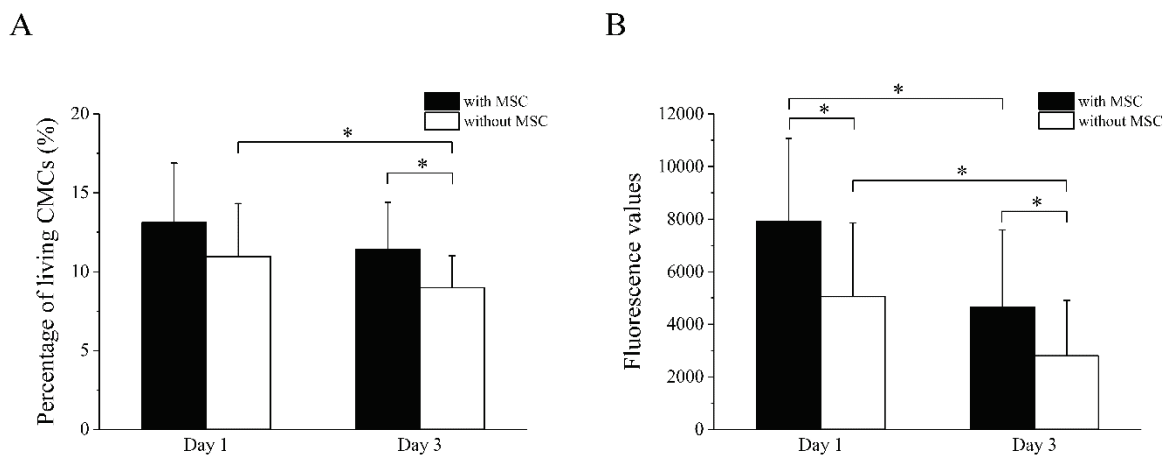 A
B
with MSC
without MSC
Percentage of living CMCs (%)
20
15
10
5
0
*
*
Day 1
Day 3
with MSC
without MSC
Fluorescence values
12000
10000
8000
6000
4000
2000
0
*
*
*
*
Day 1
Day 3